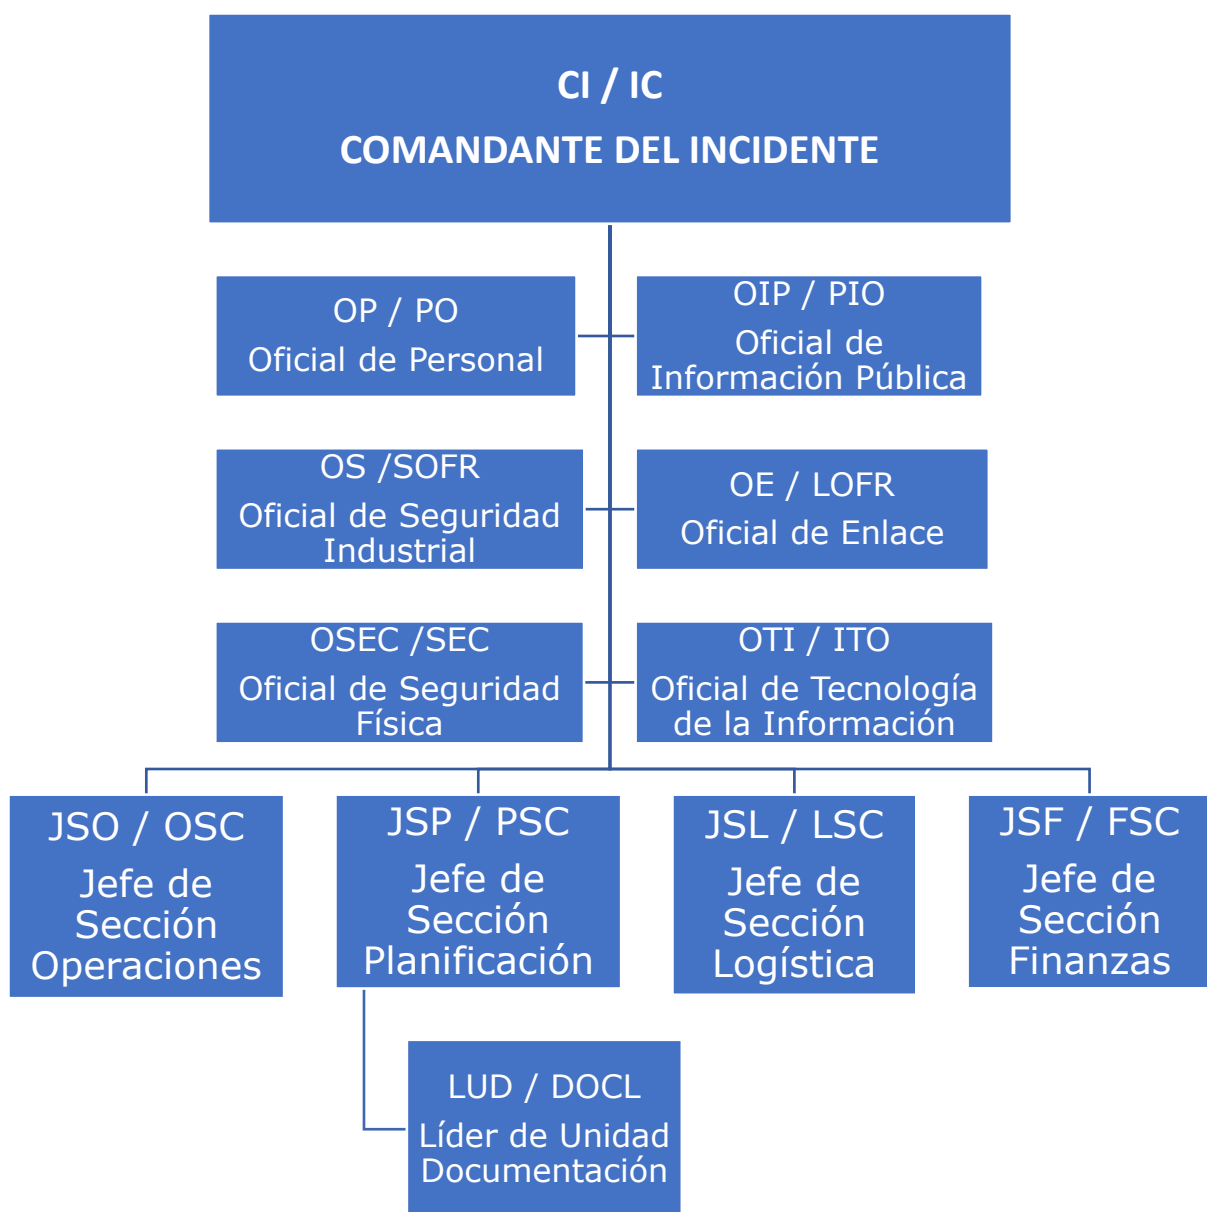 CI / IC
COMANDANTE DEL INCIDENTE
OP / PO
Oficial de Personal
OIP / PIO
Oficial de
Información Pública
OS /SOFR
Oficial de Seguridad
Industrial
OE / LOFR
Oficial de Enlace
OSEC /SEC
Oficial de Seguridad
Física
OTI / ITO
Oficial de Tecnología
de la Información
JSO / OSC
Jefe de
Sección
Operaciones
JSP / PSC
Jefe de
Sección
Planificación
JSL / LSC
Jefe de
Sección
Logística
JSF / FSC
Jefe de
Sección
Finanzas
LUD / DOCL
Líder de Unidad
Documentación